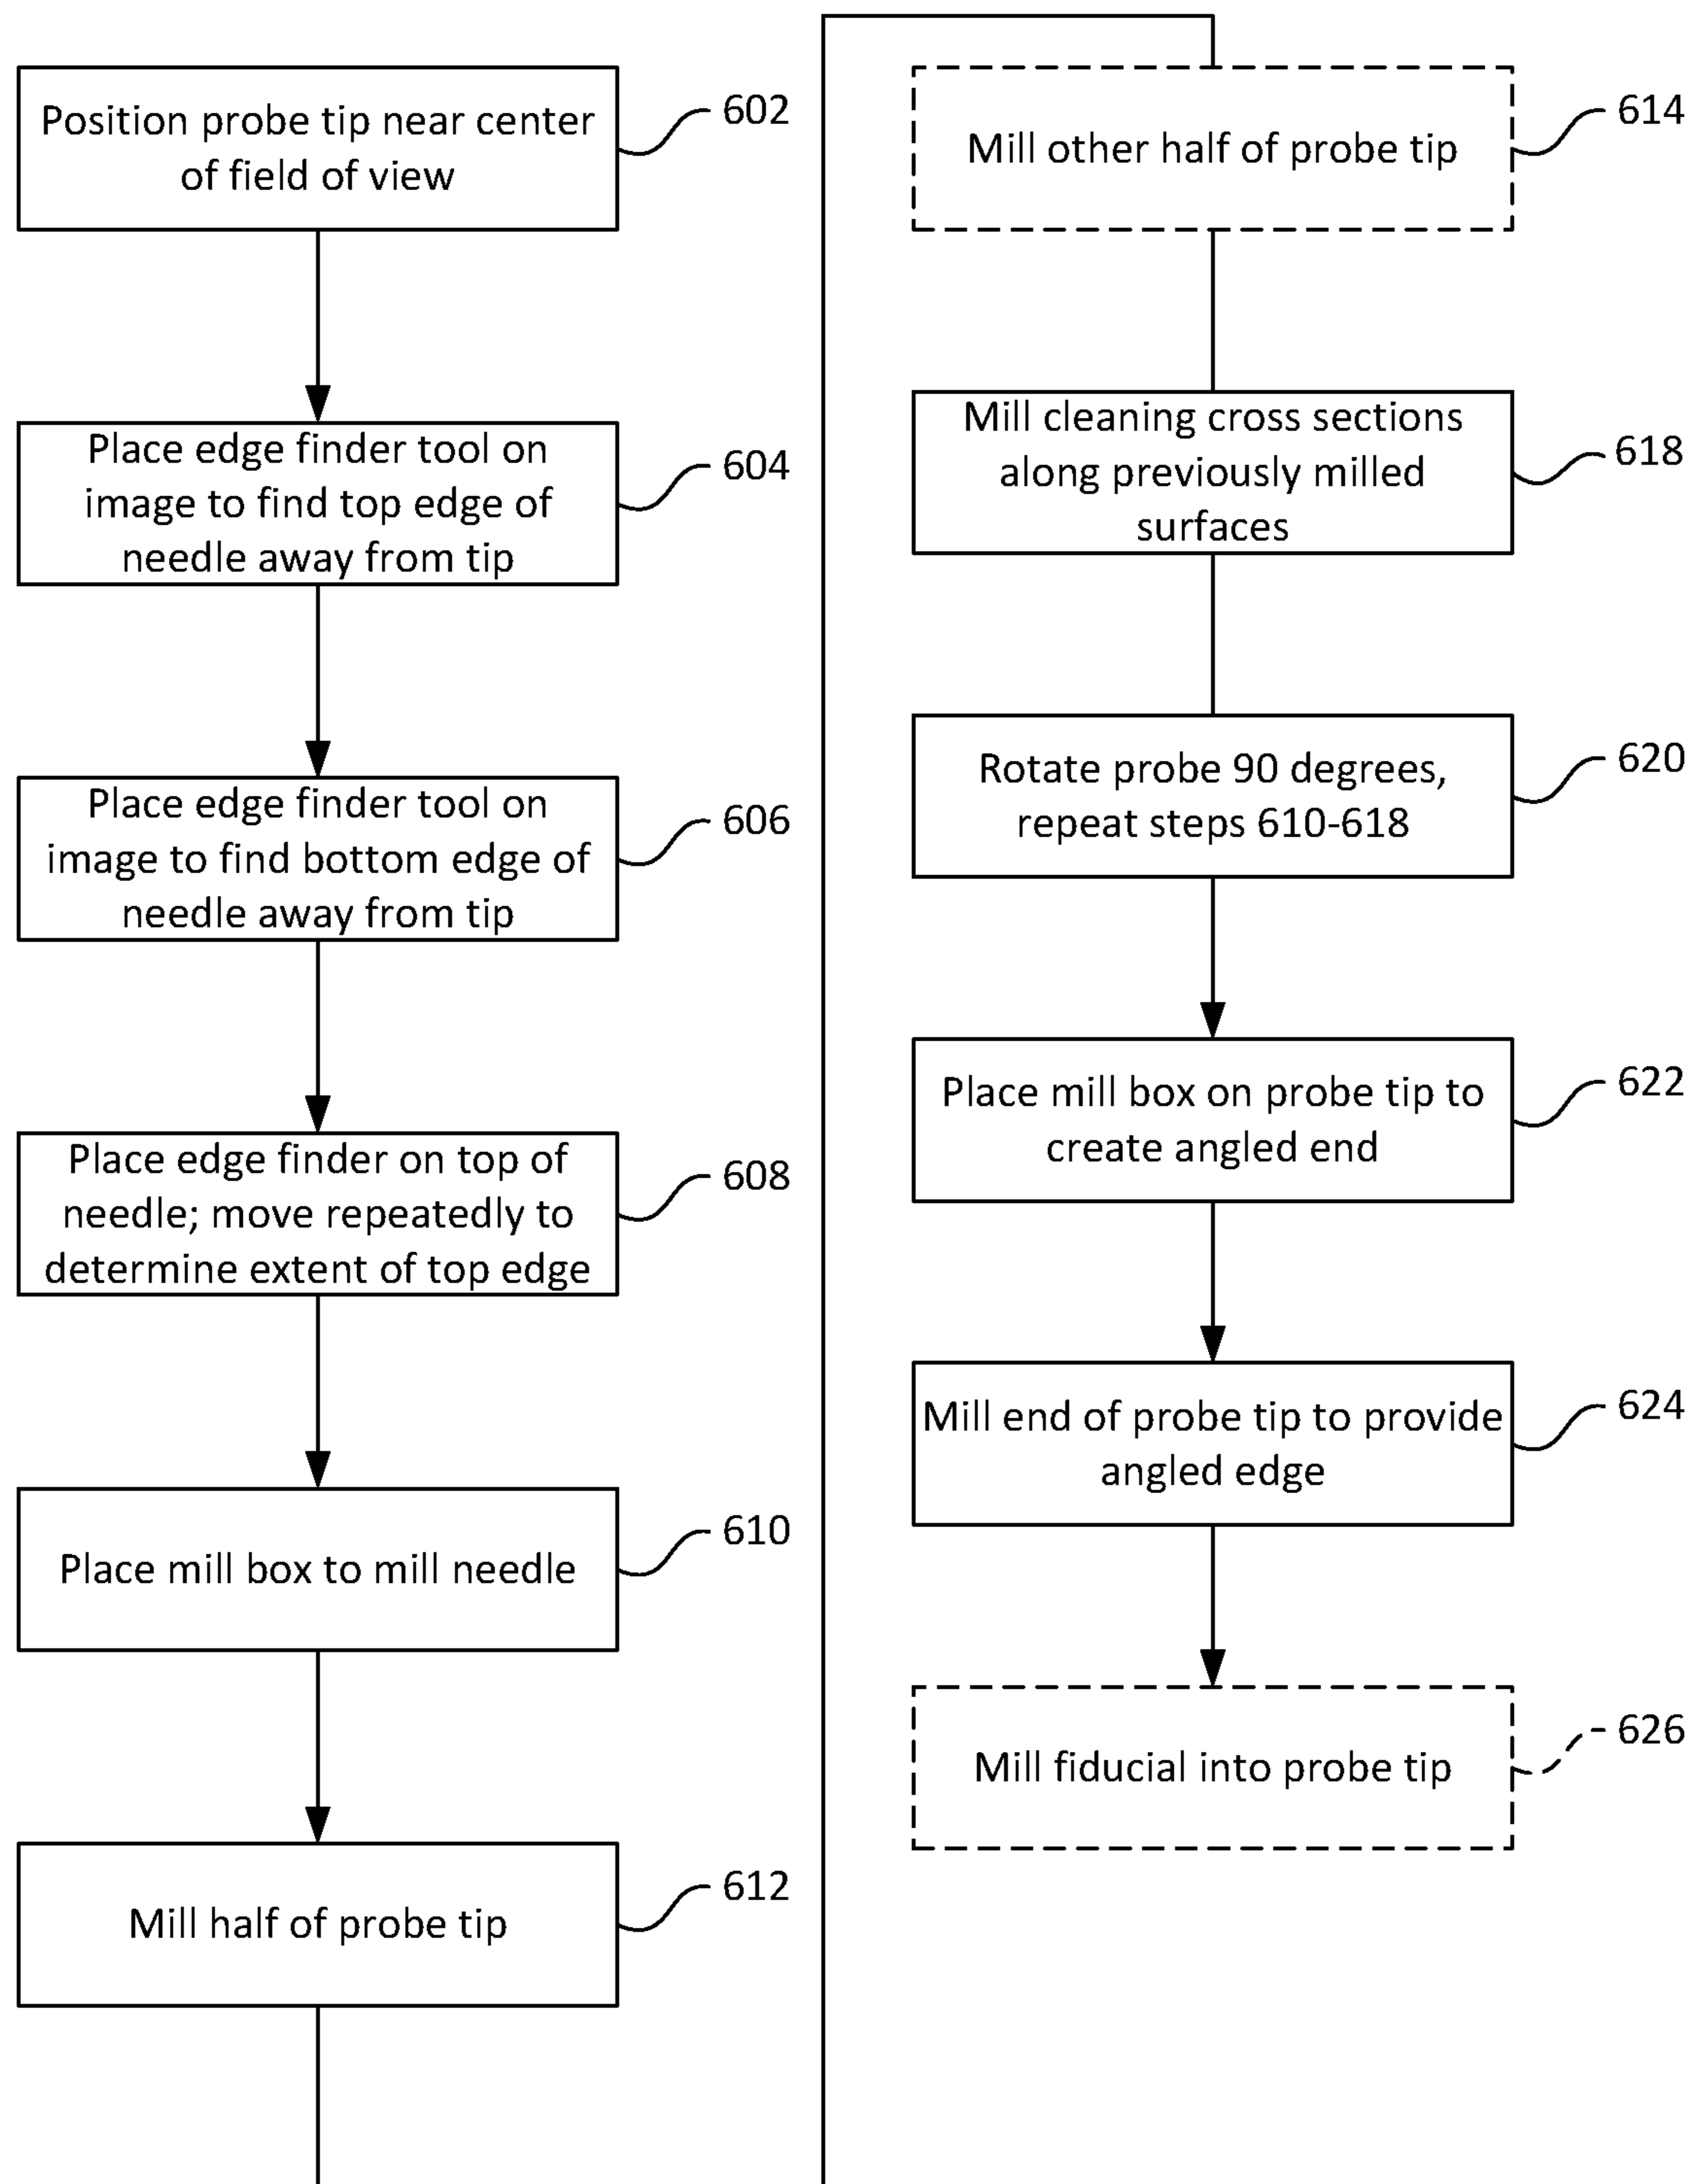 Position probe tip near center
of field of view
602
Place edge finder tool on
image to find top edge of
needle away from tip
604
Place edge finder tool on
image to find bottom edge of
needle away from tip
606
Place edge finder on top of
needle; move repeatedly to
determine extent of top edge
608
Place mill box to mill needle
610
Mill half of probe tip
612
Mill other half of probe tip
614
Mill cleaning cross sections
along previously milled
surfaces
618
Rotate probe 90 degrees,
repeat steps 610-618
620
Place mill box on probe tip to
create angled end
622
Mill end of probe tip to provide
angled edge
624
Mill fiducial into probe tip
626